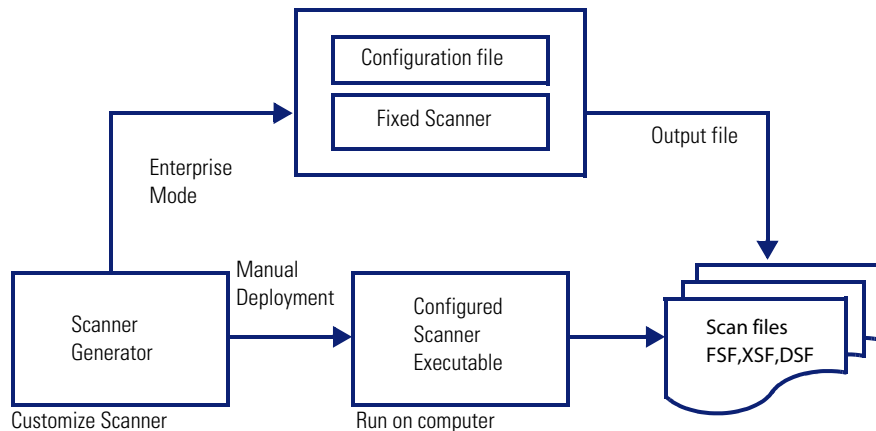 Configuration file
Fixed Scanner
Output file
Enterprise
Mode
Manual
Deployment
Scanner
Generator
Configured
Scanner
Executable
Scan files
FSF,XSF,DSF
Customize Scanner
Run on computer